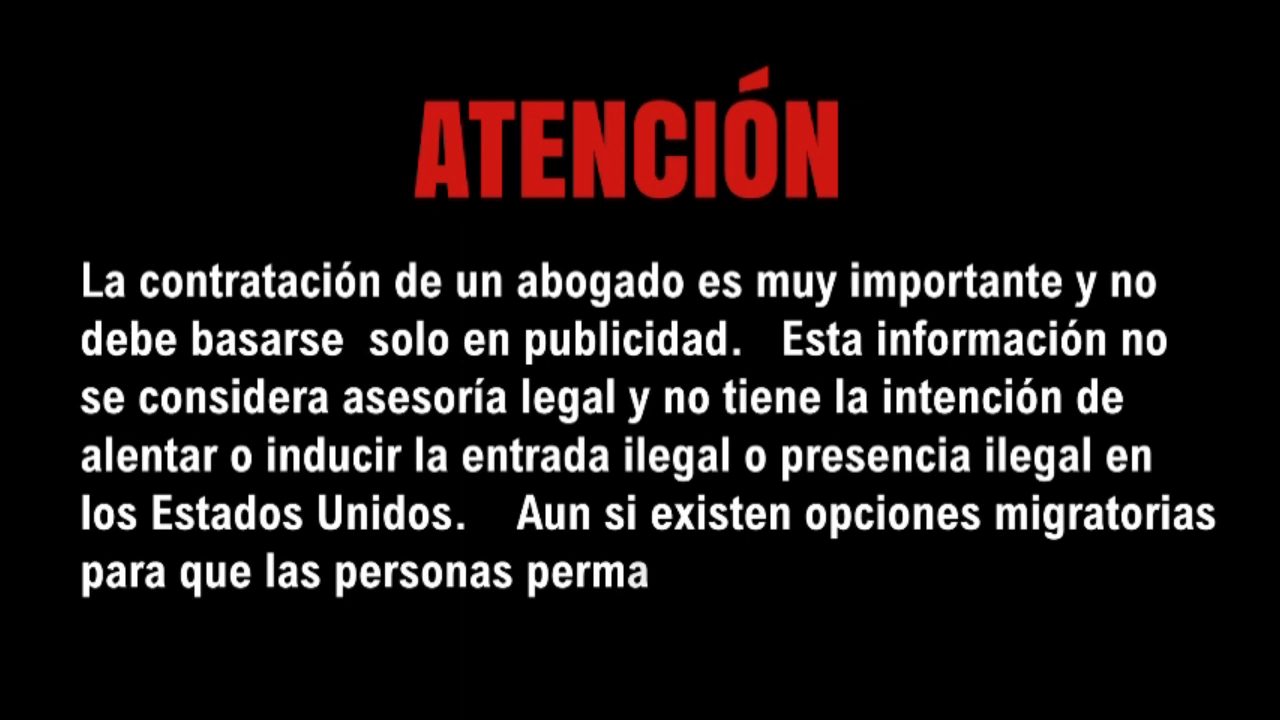 ATENCIÓN
La contratación de un abogado es muy importante y no
debe basarse solo en publicidad. Esta información no
se considera asesoría legal y no tiene la intención de
alentar o inducir la entrada ilegal o presencia ilegal en
los Estados Unidos. Aun si existen opciones migratorias
para que las personas perma